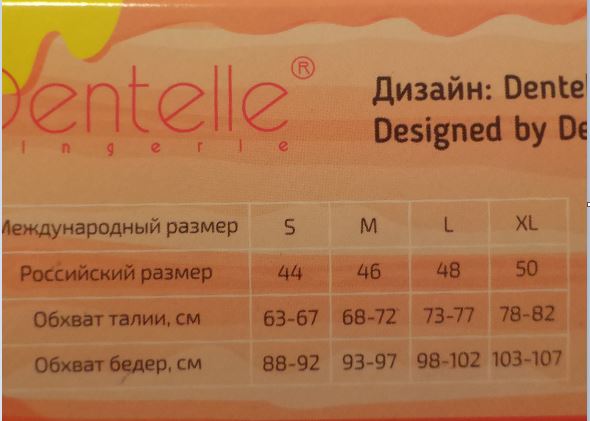 Dentelle®
lingerie
Дизайн: Dentel
Designed by De
Международный размер S M L XL
Российский размер 44 46 48 50
Обхват талии, см 63-67 68-72 73-77 78-82
Обхват бедер, см 88-92 93-97 98-102 103-107